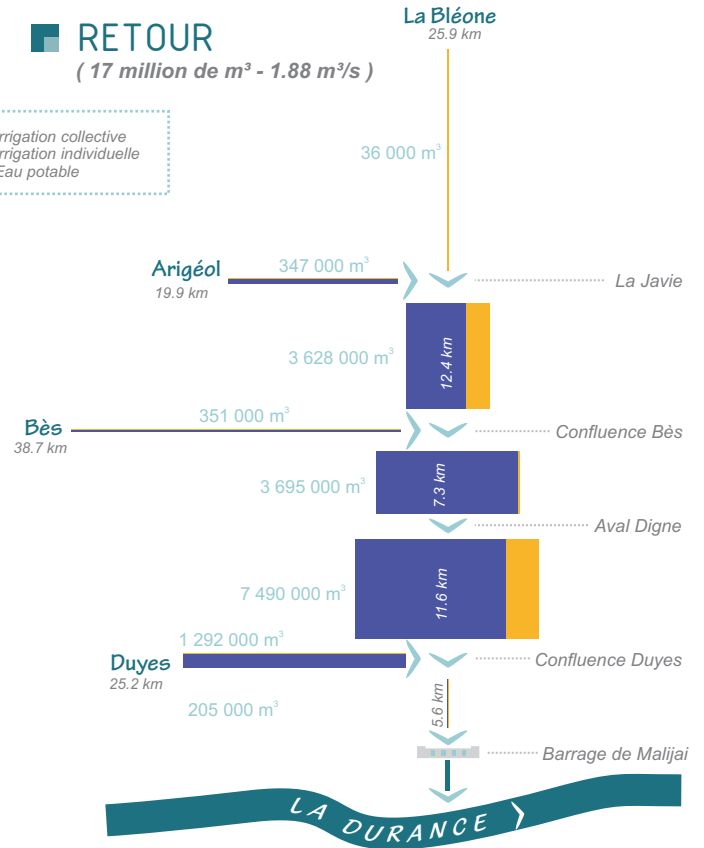 RETOUR
( 17 million de m³ - 1.88 m³/s )
La Bléone
25.9 km
rrigation collective
rrigation individuelle
Eau potable
36 000 m³
Arigéol
19.9 km
347 000 m³
La Javie
3 628 000 m³
12.4 km
351 000 m³
Bès
38.7 km
Confluence Bès
3 695 000 m³
7.3 km
Aval Digne
7 490 000 m³
11.6 km
1 292 000 m³
Duyes
25.2 km
Confluence Duyes
205 000 m³
5.6 km
Barrage de Malijai
LA DURANCE